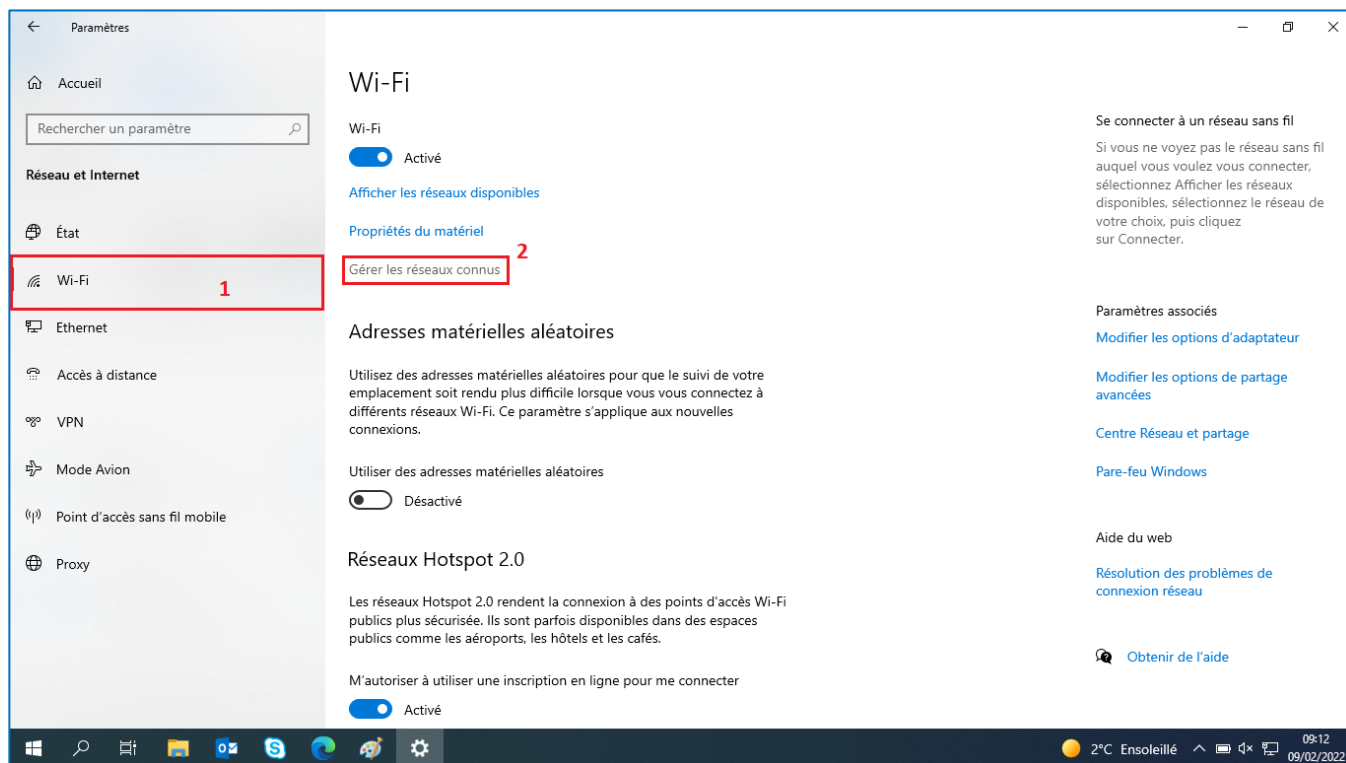 Paramètres
Accueil
Rechercher un paramètre
Réseau et Internet
État
Wi-Fi
1
Ethernet
Accès à distance
VPN
Mode Avion
Point d'accès sans fil mobile
Proxy
Wi-Fi
Wi-Fi
Activé
Afficher les réseaux disponibles
Propriétés du matériel
2
Gérer les réseaux connus
Adresses matérielles aléatoires
Utilisez des adresses matérielles aléatoires pour que le suivi de votre
emplacement soit rendu plus difficile lorsque vous vous connectez à
différents réseaux Wi-Fi. Ce paramètre s'applique aux nouvelles
connexions.
Utiliser des adresses matérielles aléatoires
Désactivé
Réseaux Hotspot 2.0
Les réseaux Hotspot 2.0 rendent la connexion à des points d'accès Wi-Fi
publics plus sécurisée. Ils sont parfois disponibles dans des espaces
publics comme les aéroports, les hôtels et les cafés.
M'autoriser à utiliser une inscription en ligne pour me connecter
Activé
Se connecter à un réseau sans fil
Si vous ne voyez pas le réseau sans fil
auquel vous voulez vous connecter,
sélectionnez Afficher les réseaux
disponibles, sélectionnez le réseau de
votre choix, puis cliquez
sur Connecter.
Paramètres associés
Modifier les options d'adaptateur
Modifier les options de partage
avancées
Centre Réseau et partage
Pare-feu Windows
Aide du web
Résolution des problèmes de
connexion réseau
Obtenir de l'aide
2°C Ensoleillé
09:12
09/02/2022